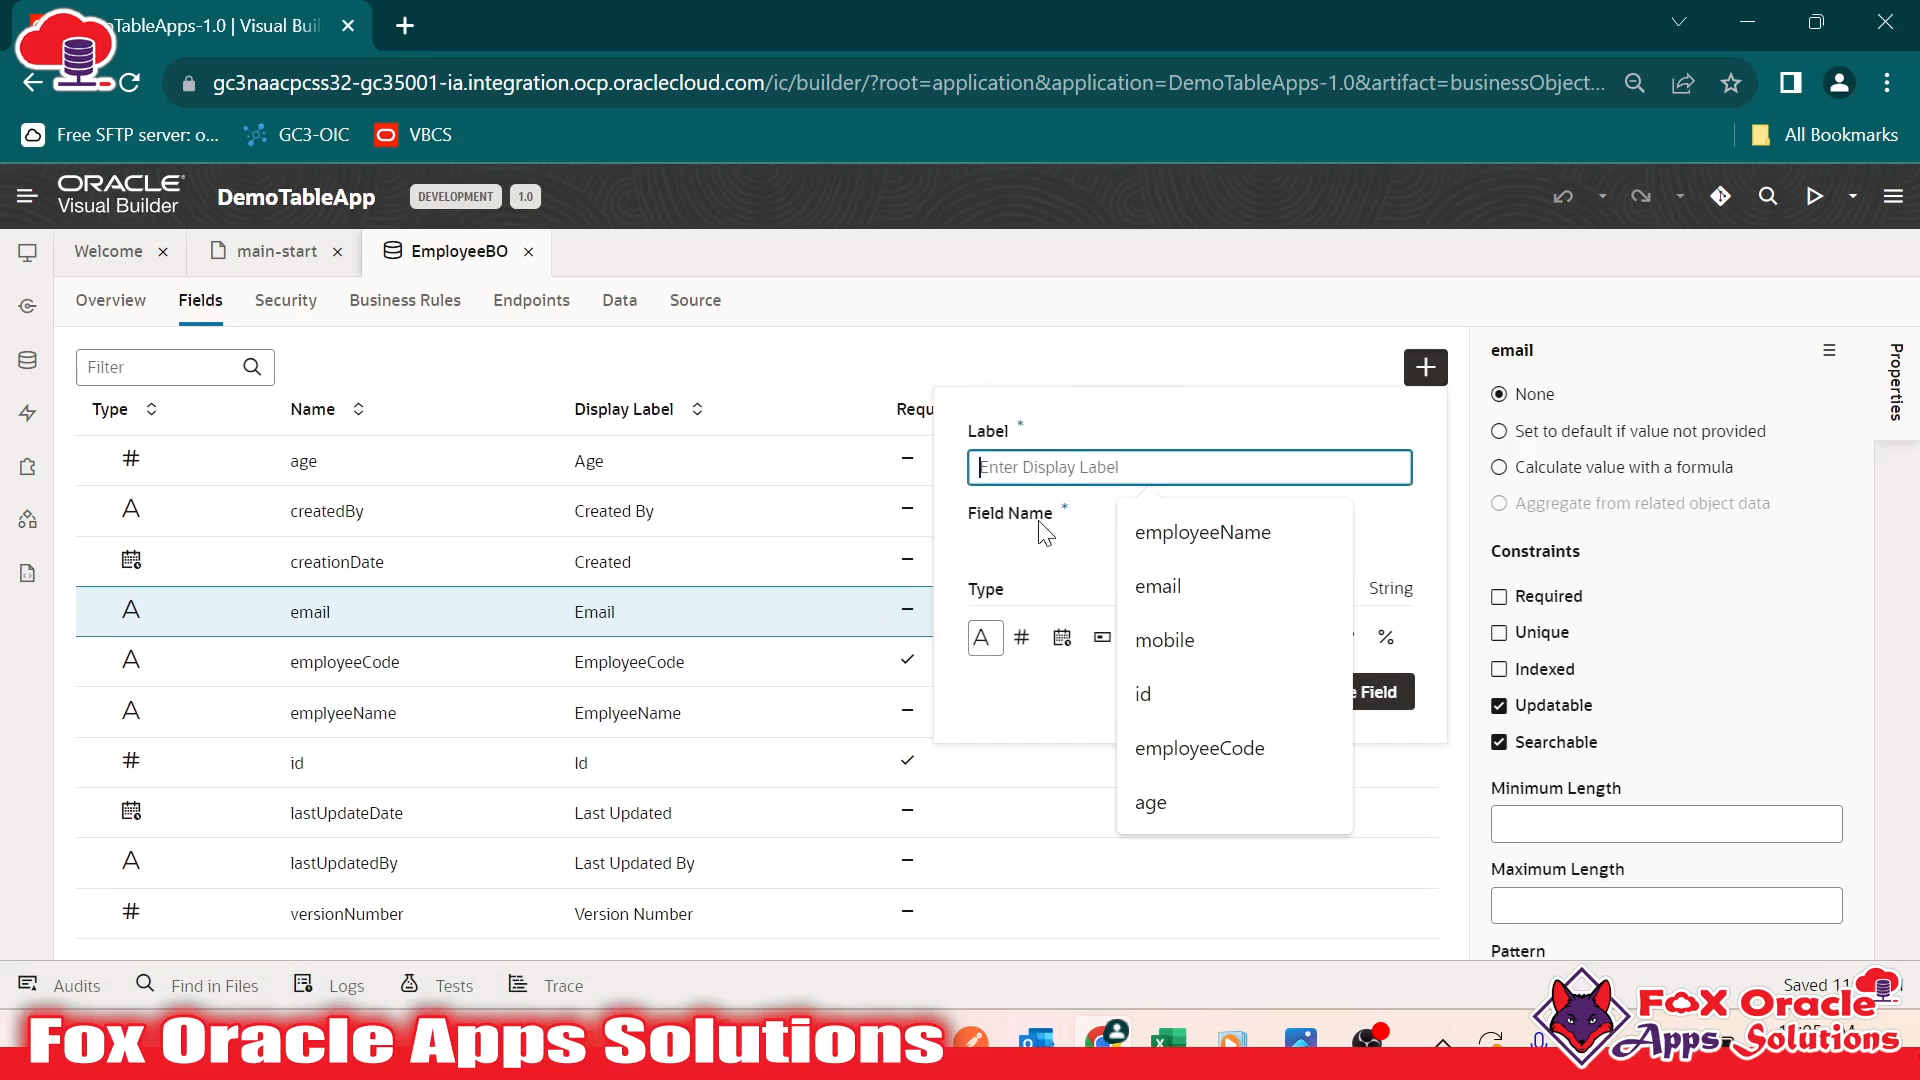 TableApps-1.0 | Visual Buil
gc3naacpcss32-gc35001-ia.integration.ocp.oraclecloud.com/ic/builder/?root=application&application=DemoTableApps-1.0&artifact=businessObject...
Free SFTP server: o...
GC3-OIC
VBCS
All Bookmarks
ORACLE
Visual Builder
DemoTableApp
DEVELOPMENT
1.0
Welcome
main-start
EmployeeBO
Overview
Fields
Security
Business Rules
Endpoints
Data
Source
Filter
Type
Name
Display Label
Requ
age
Age
createdBy
Created By
creationDate
Created
email
Email
employeeCode
EmployeeCode
emplyeeName
EmplyeeName
id
Id
lastUpdateDate
Last Updated
lastUpdatedBy
Last Updated By
versionNumber
Version Number
Label *
Enter Display Label
Field Name *
Type
String
e Field
employeeName
email
mobile
id
employeeCode
age
email
Properties
None
Set to default if value not provided
Calculate value with a formula
Aggregate from related object data
Constraints
Required
Unique
Indexed
Updatable
Searchable
Minimum Length
Maximum Length
Pattern
Audits
Find in Files
Logs
Tests
Trace
Saved 11
Fox Oracle Apps Solutions
FOX Oracle
Apps Solutions